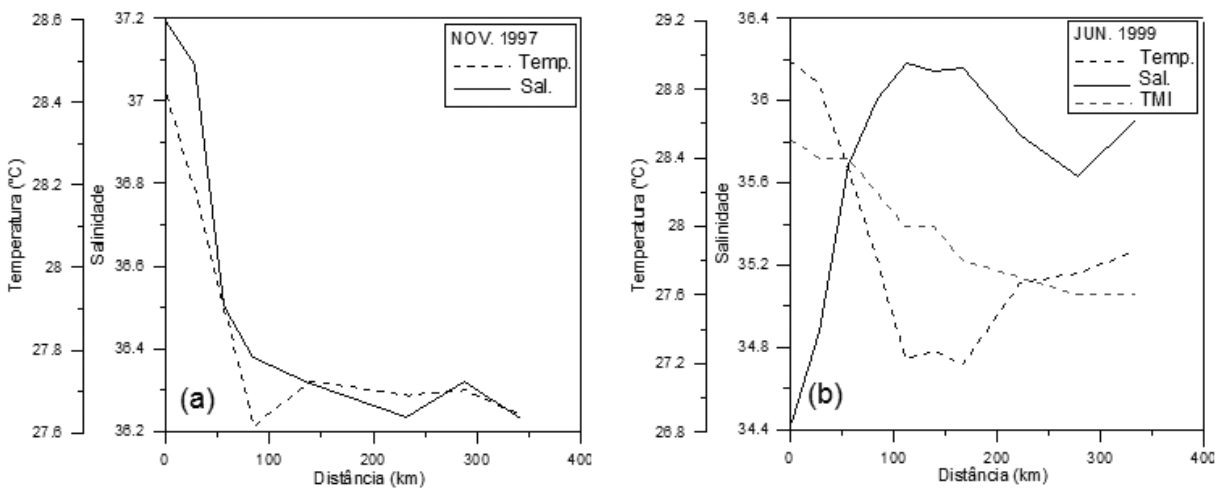 28.6
28.4
28.2
28
27.8
27.6
Temperatura (°C)
37.2
37
36.8
36.6
36.4
36.2
Salinidade
NOV. 1997
Temp.
Sal.
(a)
0
100
200
300
400
Distância (km)
29.2
28.8
28.4
28
27.6
27.2
26.8
Temperatura (°C)
36.4
36
35.6
35.2
34.8
34.4
Salinidade
JUN. 1999
Temp.
Sal.
TMI
(b)
0
100
200
300
400
Distância (km)